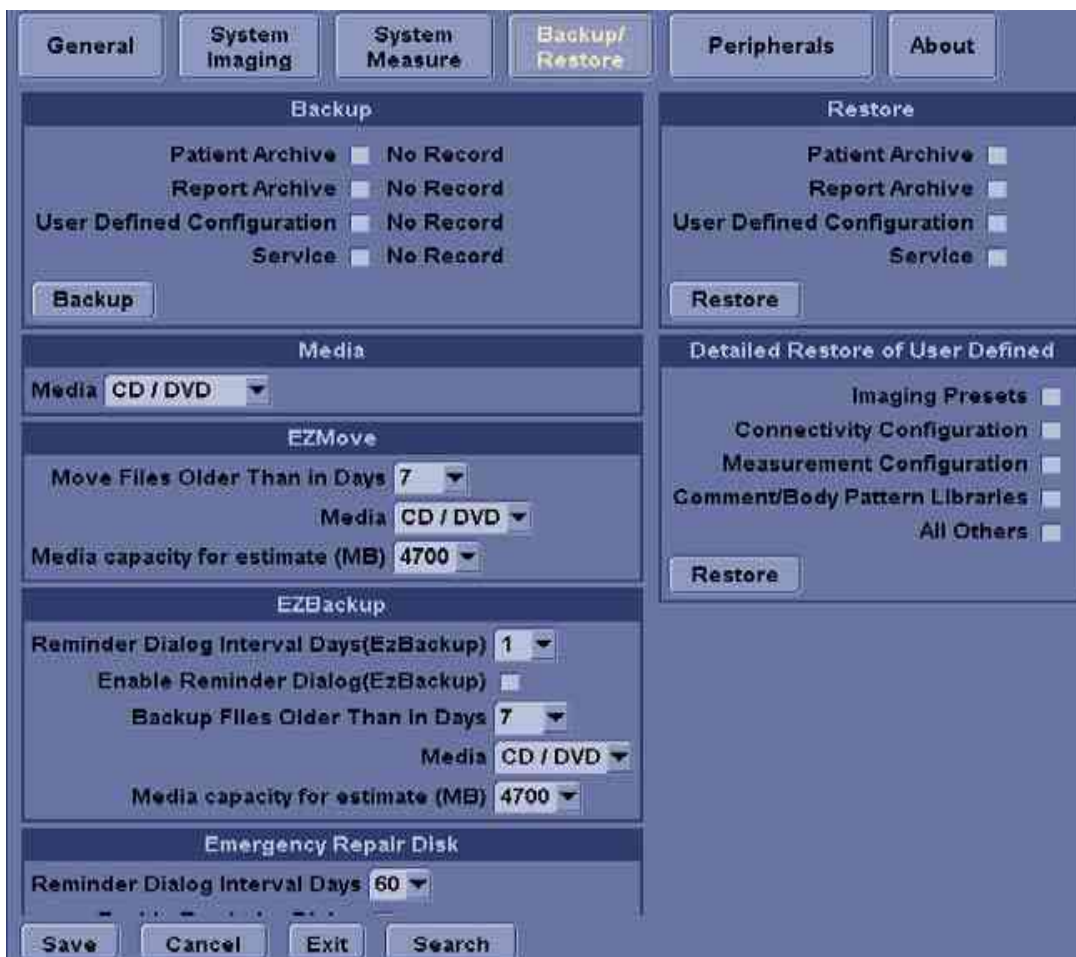 General
System Imaging
System Measure
Backup/ Restore
Peripherals
About
Backup
Patient Archive No Record
Report Archive No Record
User Defined Configuration No Record
Service No Record
Backup
Media
Media CD / DVD
EZMove
Move Files Older Than in Days 7
Media CD / DVD
Media capacity for estimate (MB) 4700
EZBackup
Reminder Dialog Interval Days(EzBackup) 1
Enable Reminder Dialog(EzBackup)
Backup Files Older Than in Days 7
Media CD / DVD
Media capacity for estimate (MB) 4700
Emergency Repair Disk
Reminder Dialog Interval Days 60
Restore
Patient Archive
Report Archive
User Defined Configuration
Service
Restore
Detailed Restore of User Defined
Imaging Presets
Connectivity Configuration
Measurement Configuration
Comment/Body Pattern Libraries
All Others
Restore
Save
Cancel
Exit
Search